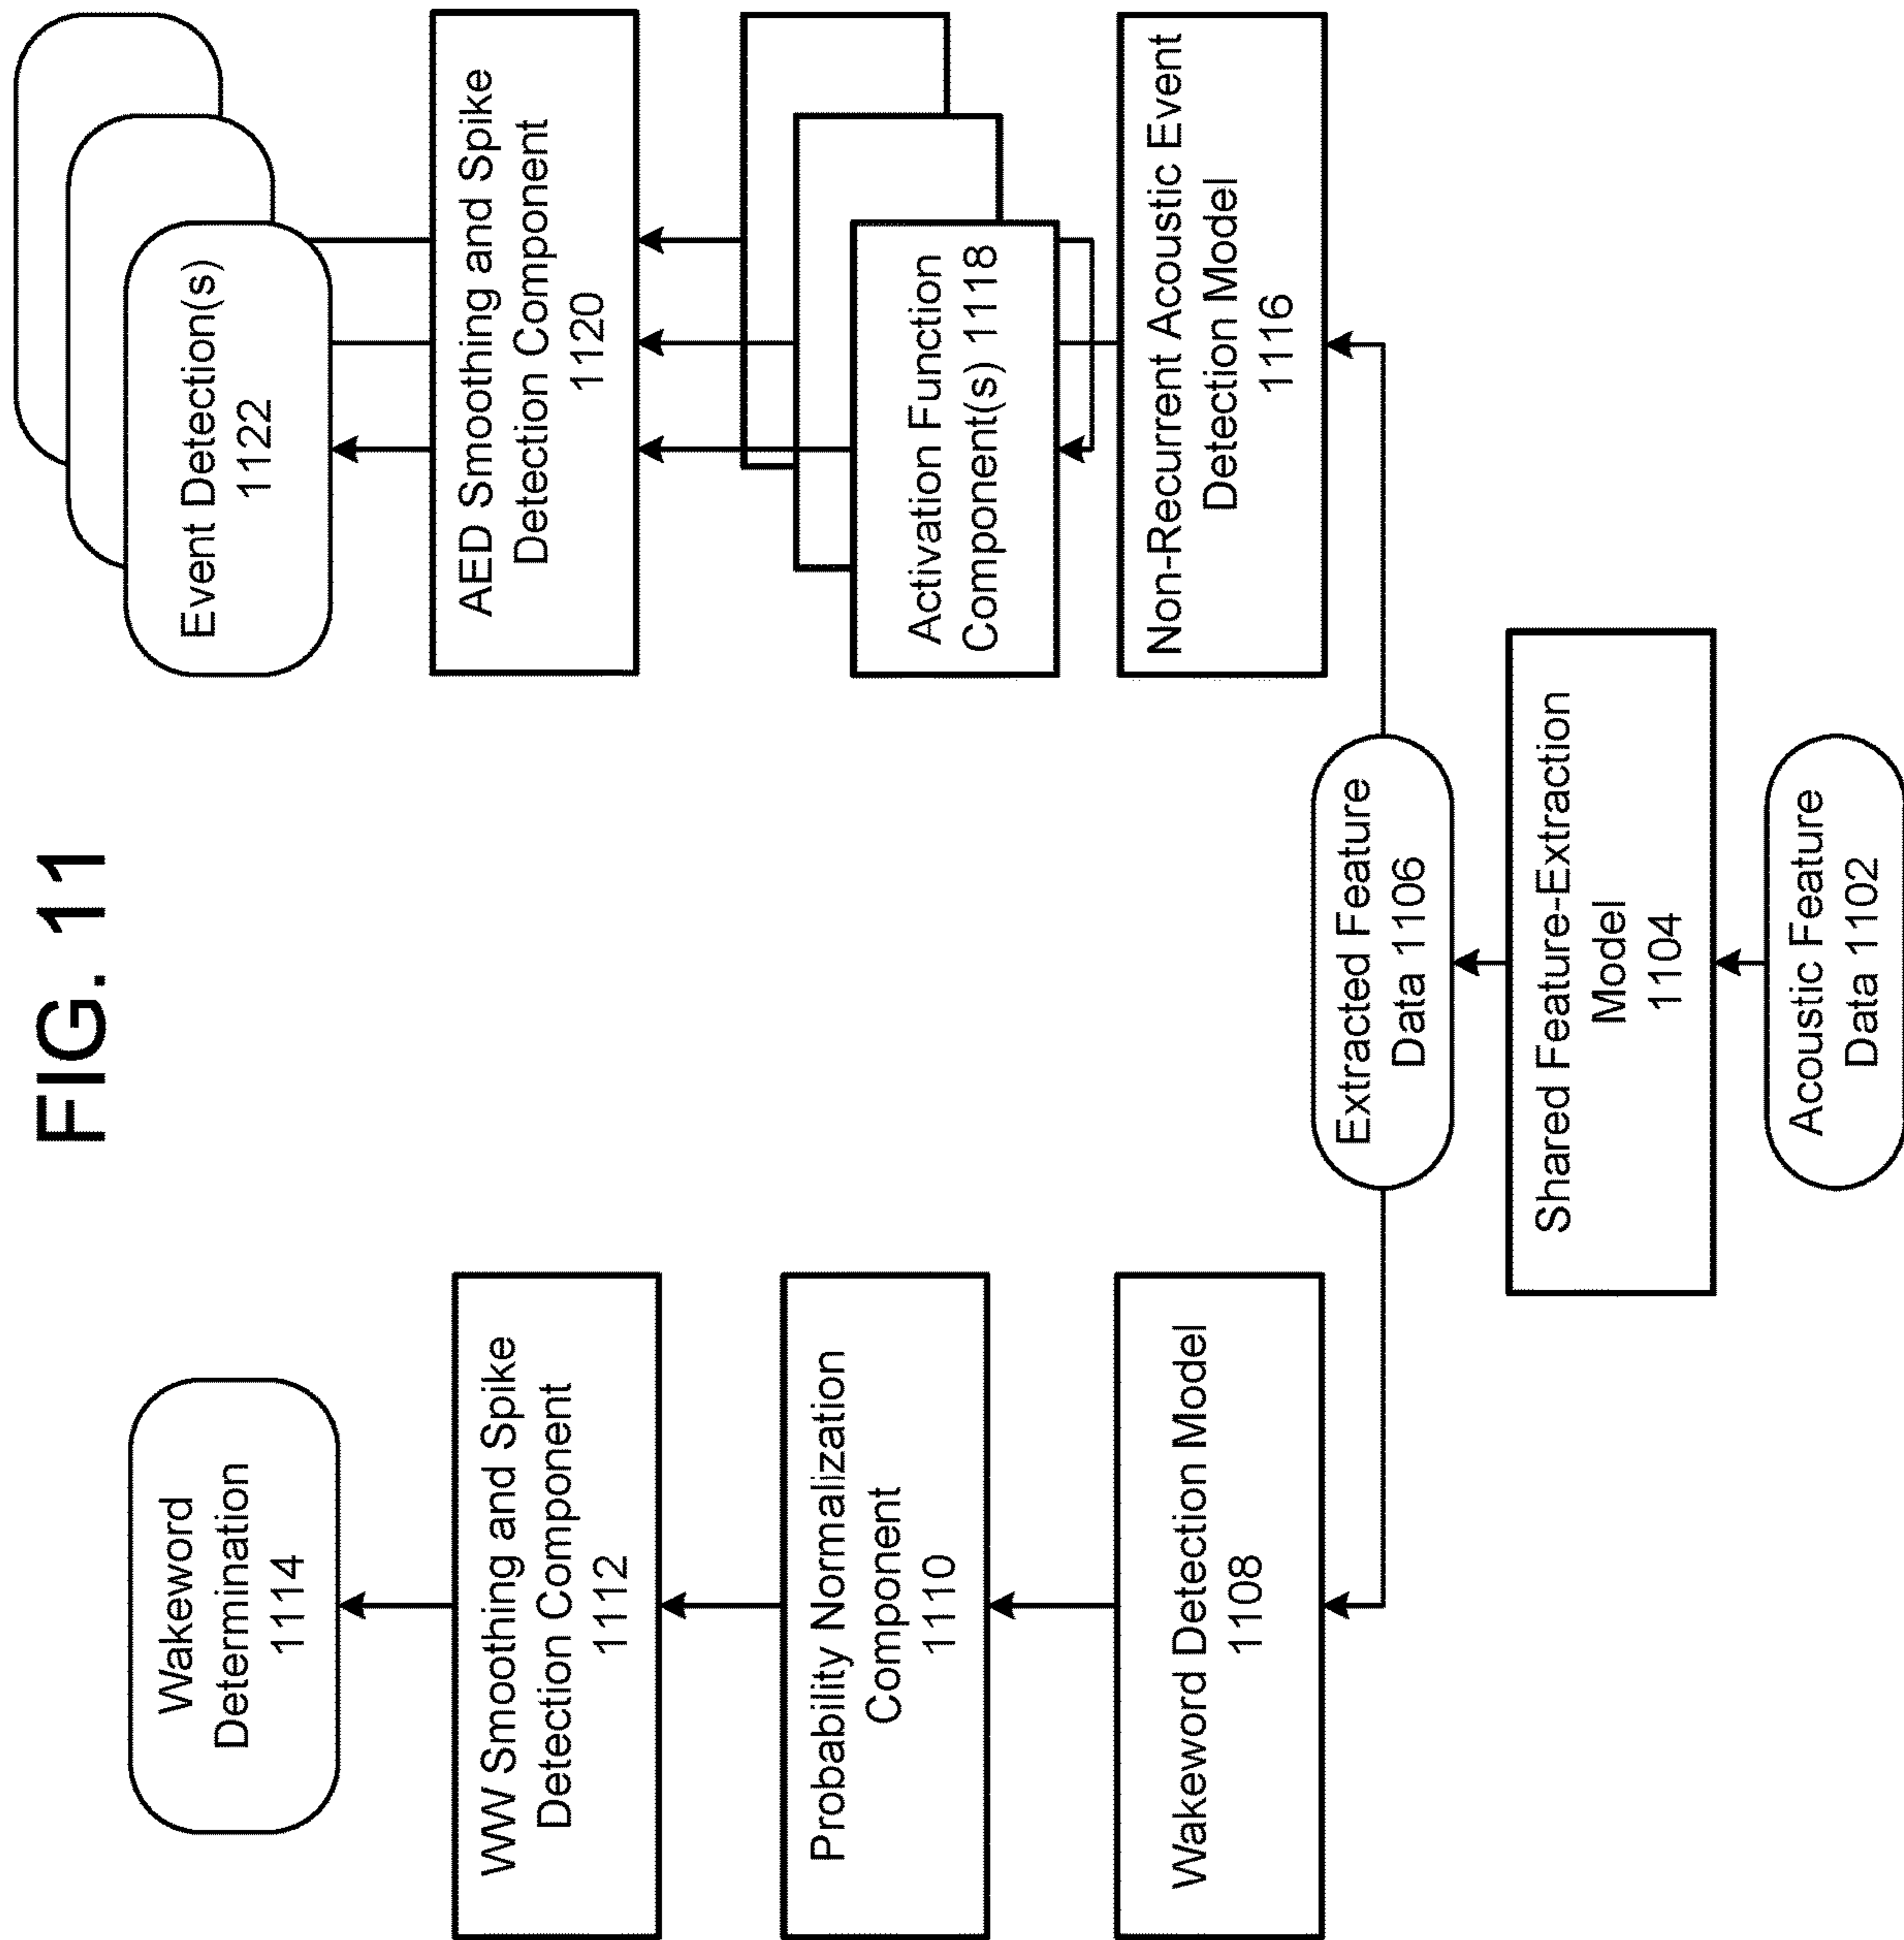 FIG. 11
Wakeword
Determination
1114
WW Smoothing and Spike
Detection Component
1112
Probability Normalization
Component
1110
Wakeword Detection Model
1108
Event Detection(s)
1122
AED Smoothing and Spike
Detection Component
1120
Activation Function
Component(s) 1118
Non-Recurrent Acoustic Event
Detection Model
1116
Extracted Feature
Data 1106
Shared Feature-Extraction
Model
1104
Acoustic Feature
Data 1102